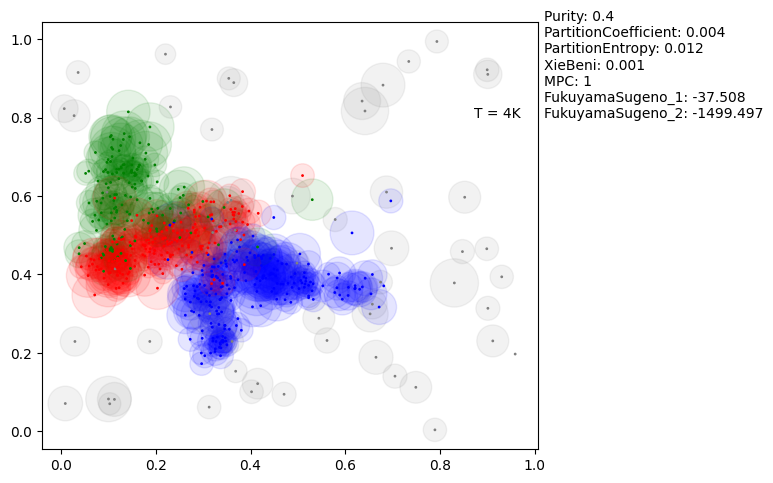 Purity: 0.4
PartitionCoefficient: 0.004
PartitionEntropy: 0.012
XieBeni: 0.001
MPC: 1
FukuyamaSugeno_1: -37.508
FukuyamaSugeno_2: -1499.497
T = 4K
1.0
0.8
0.6
0.4
0.2
0.0
0.0 0.2 0.4 0.6 0.8 1.0